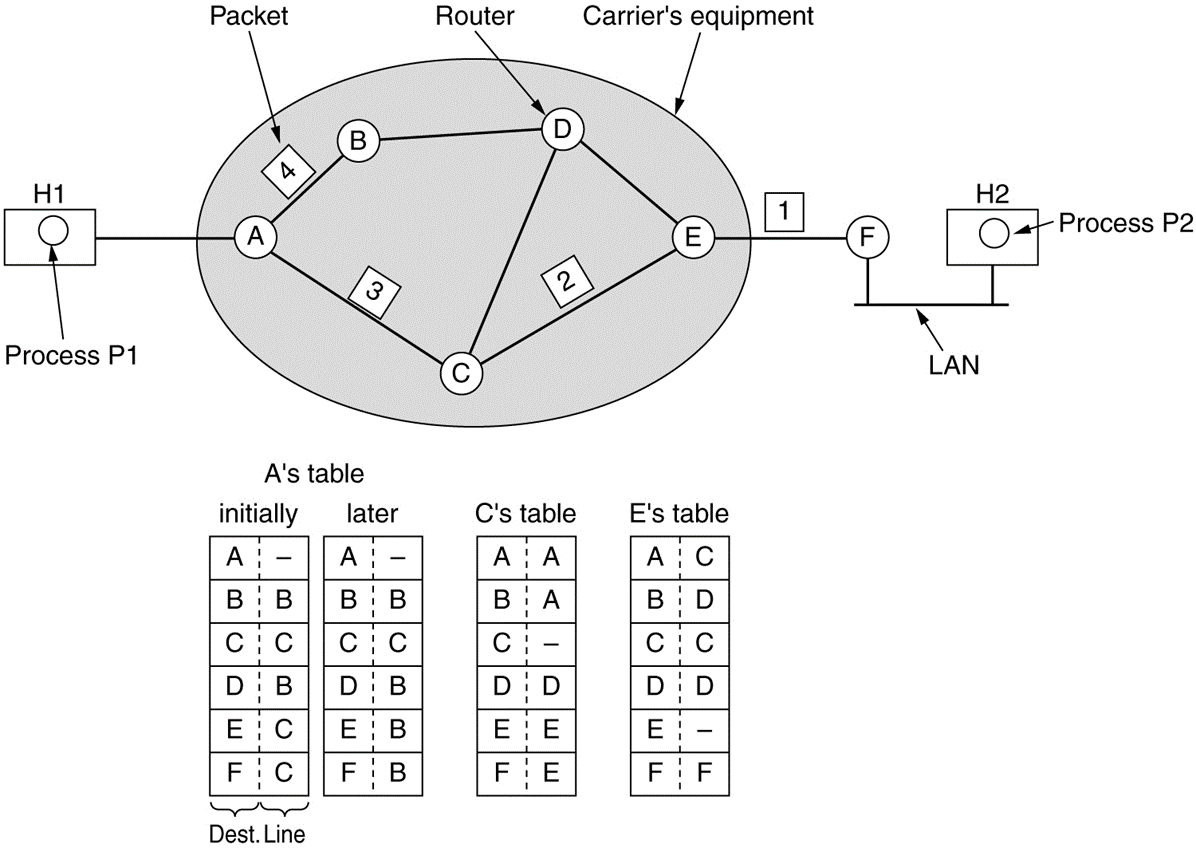 Packet
Router
Carrier's equipment
B
D
4
H1
H2
1
Process P2
A
E
F
3
2
Process P1
C
LAN
A's table
initially later C's table E's table
A – A – A A A C
B B B B B A B D
C C C C C – C C
D B D B D D D D
E C E B E E E –
F C F B F E F F
Dest. Line